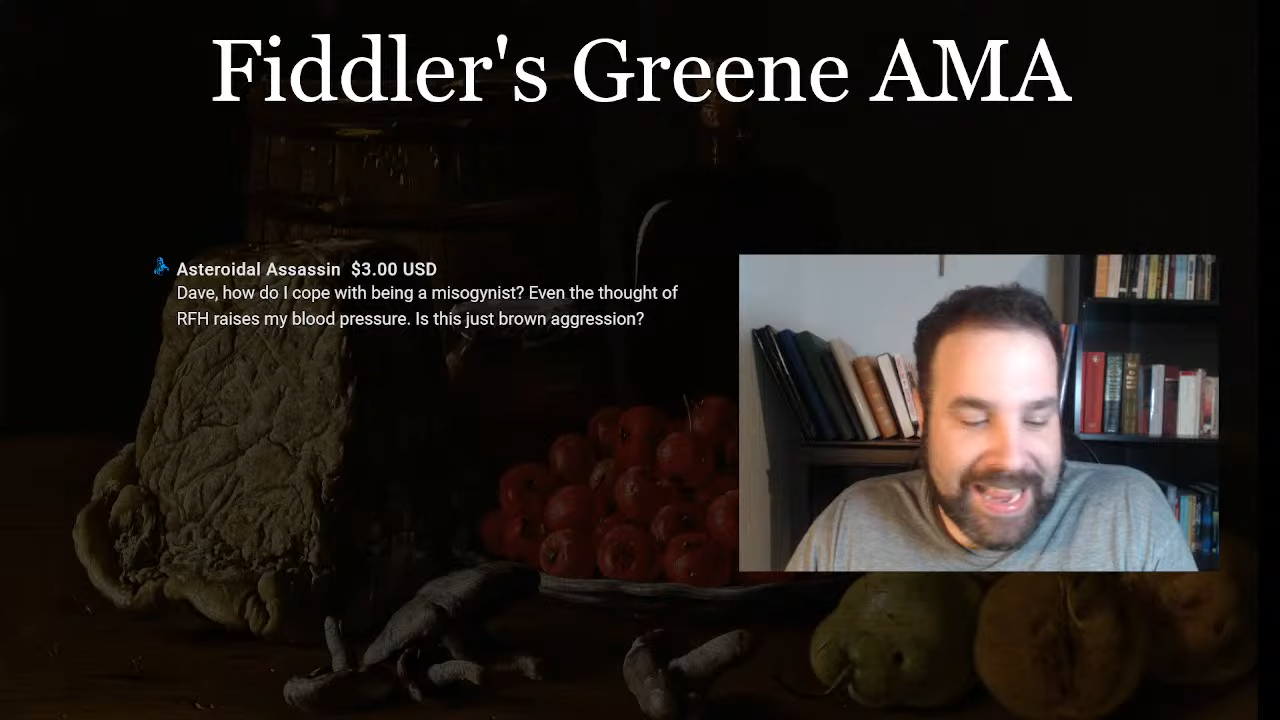 Fiddler's Greene AMA
Asteroidal Assassin $3.00 USD
Dave, how do I cope with being a misogynist? Even the thought of
RFH raises my blood pressure. Is this just brown aggression?